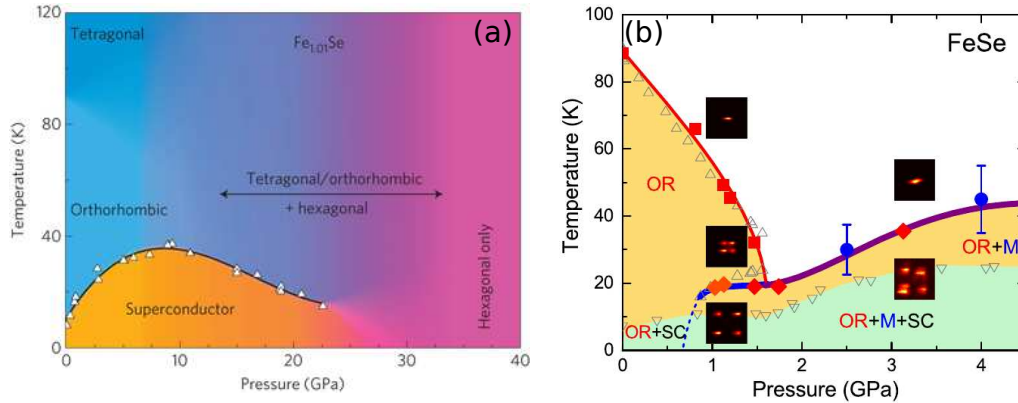 120
80
40
0
0
10
20
30
40
Temperature (K)
Pressure (GPa)
Tetragonal
Fe1.01Se
(a)
Tetragonal/orthorhombic
+ hexagonal
Orthorhombic
Superconductor
Hexagonal only
100
80
60
40
20
0
0
1
2
3
4
Temperature (K)
Pressure (GPa)
(b)
FeSe
OR
OR+M
OR+SC
OR+M+SC